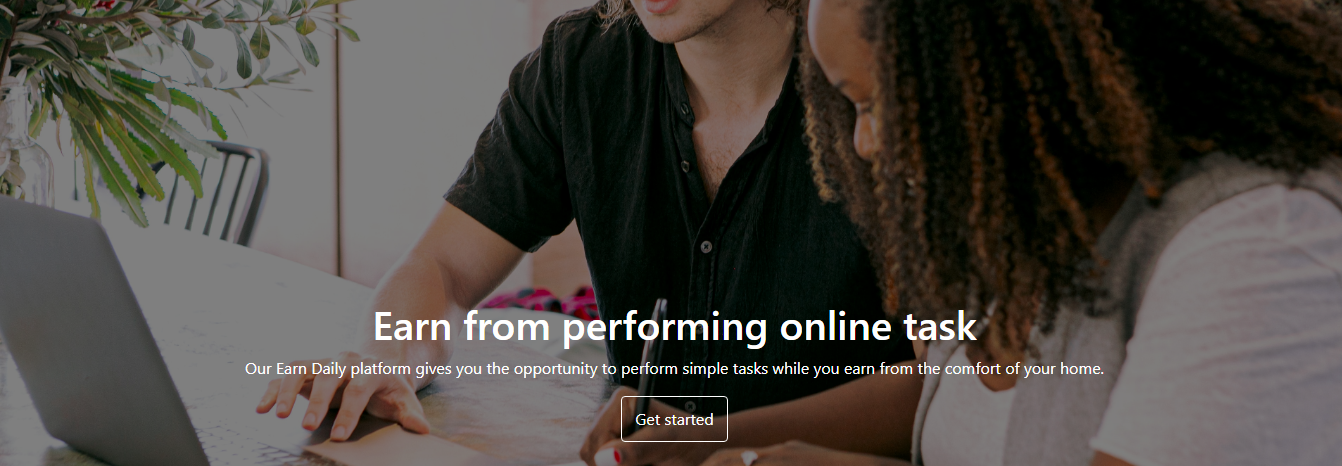 Earn from performing online task
Our Earn Daily platform gives you the opportunity to perform simple tasks while you earn from the comfort of your home.
Get started